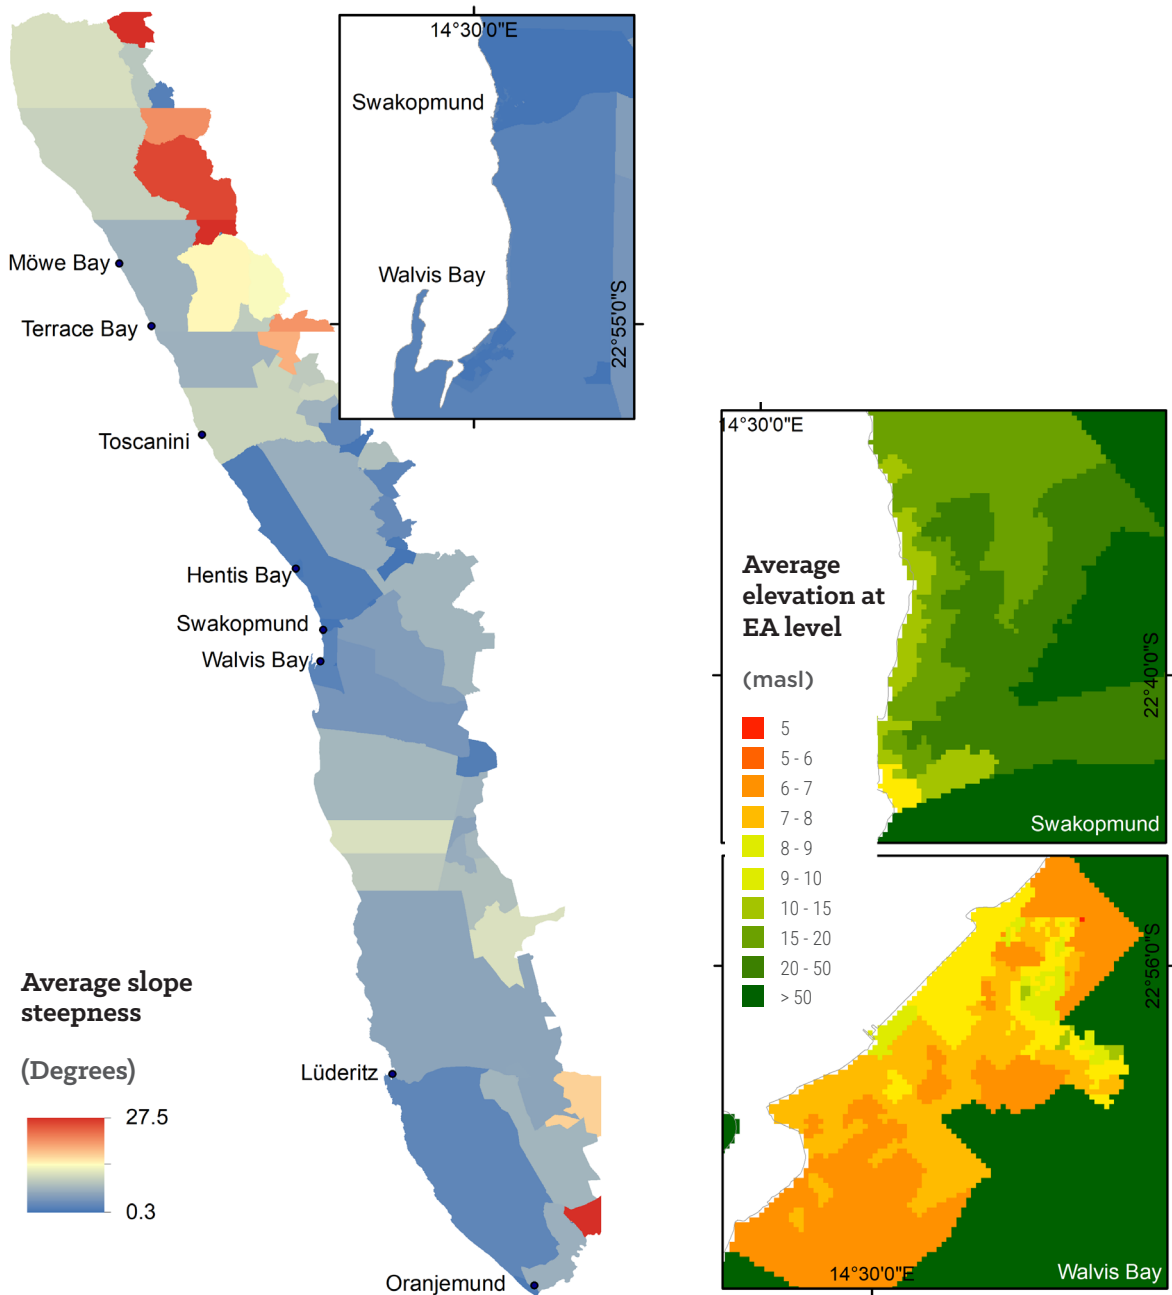 14°30'0"E
Swakopmund
Walvis Bay
22°55'0"S
Möwe Bay
Terrace Bay
Toscanini
Hentis Bay
Swakopmund
Walvis Bay
Lüderitz
Oranjemund
Average slope
steepness
(Degrees)
27.5
0.3
14°30'0"E
22°40'0"S
Swakopmund
Average
elevation at
EA level
(masl)
5
5 - 6
6 - 7
7 - 8
8 - 9
9 - 10
10 - 15
15 - 20
20 - 50
> 50
22°56'0"S
14°30'0"E
Walvis Bay